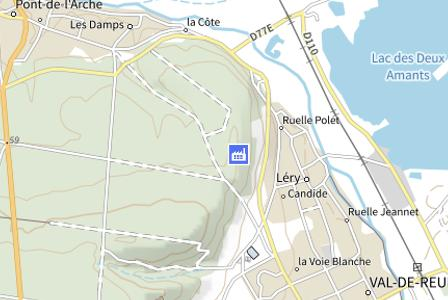 Pont-de-l'Arche
Les Damps
la Côte
D77E
D110
Lac des Deux
Amants
Ruelle Polet
59
Léry
Candide
Ruelle Jeannet
la Voie Blanche
VAL-DE-REU